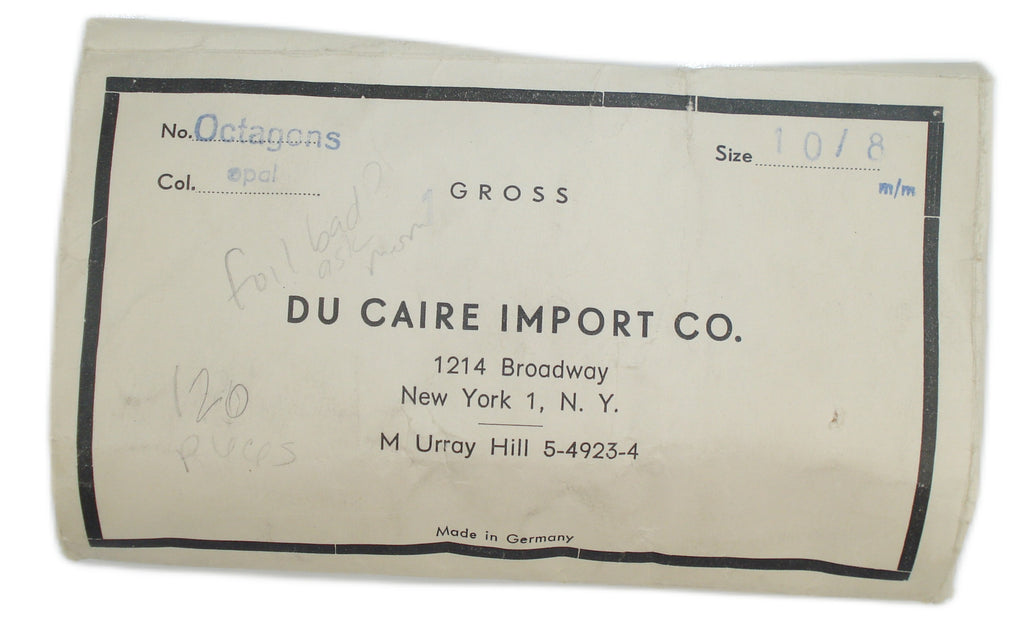 No. Octagons
Size 10/8
m/m
Col. opal
GROSS
1
foil bad?
ask mom
DU CAIRE IMPORT CO.
1214 Broadway
New York 1, N. Y.
M Urray Hill 5-4923-4
120
pieces
Made in Germany